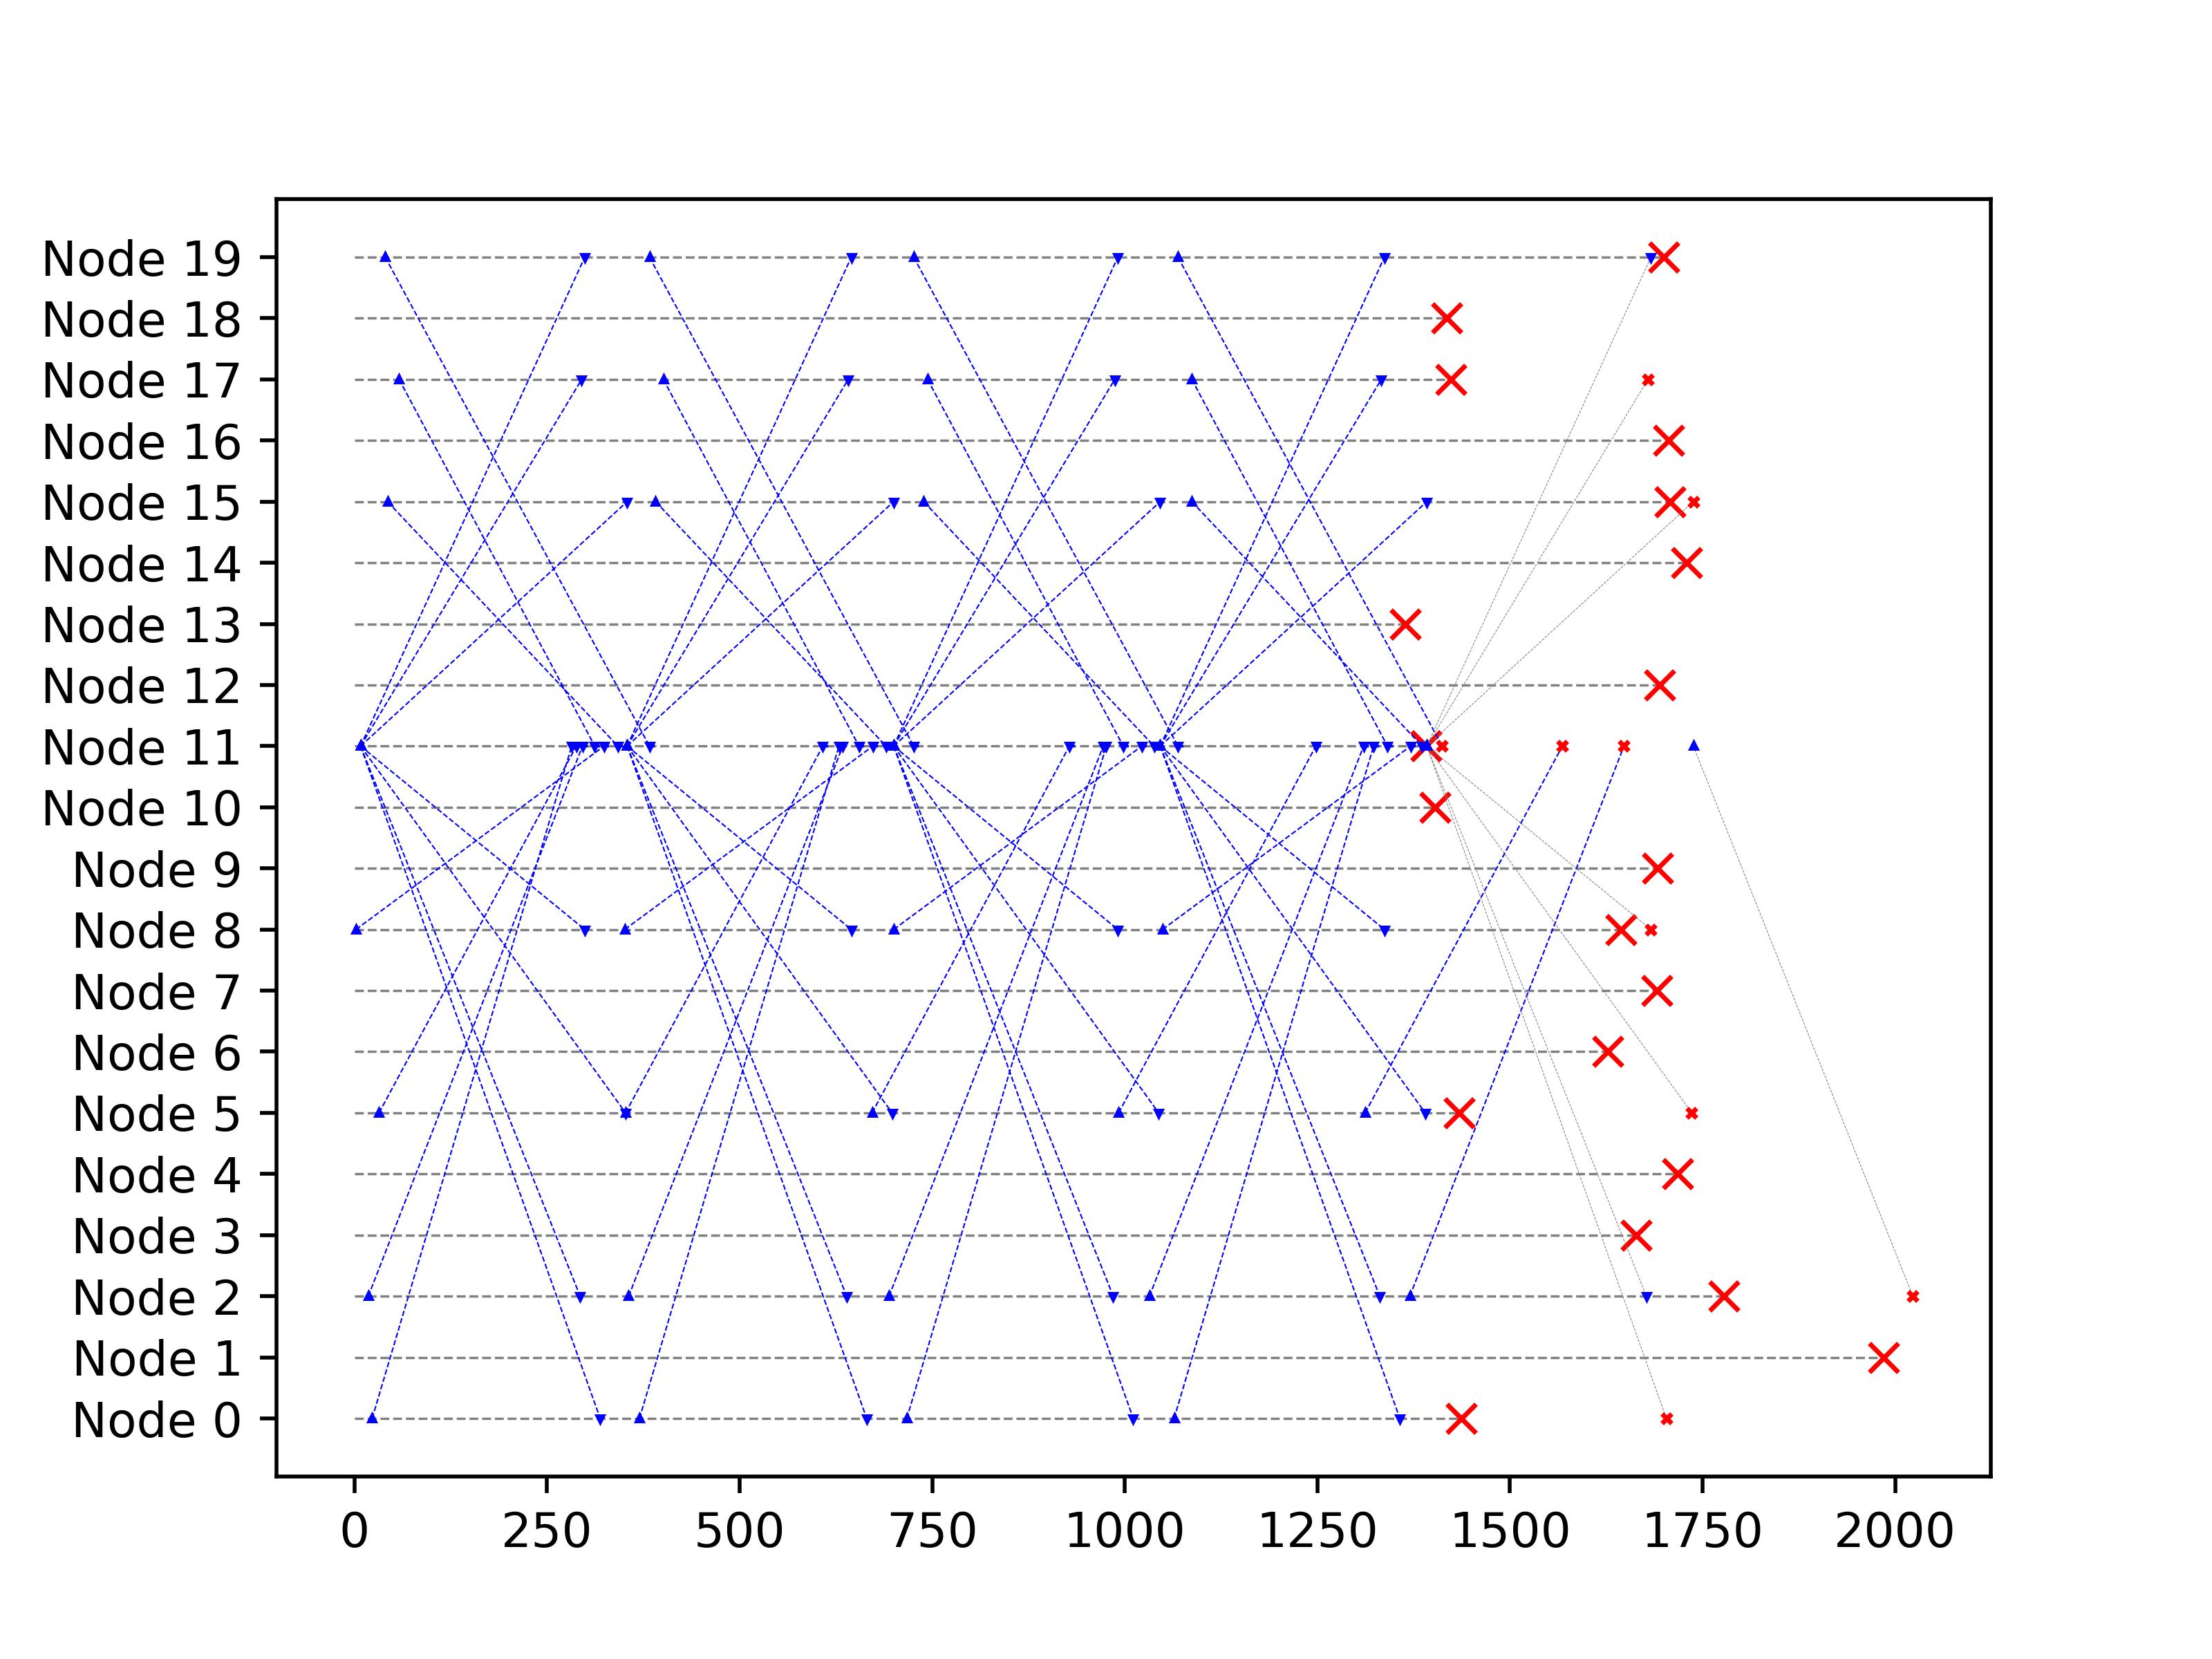 Node 19
Node 18
Node 17
Node 16
Node 15
Node 14
Node 13
Node 12
Node 11
Node 10
Node 9
Node 8
Node 7
Node 6
Node 5
Node 4
Node 3
Node 2
Node 1
Node 0
0 250 500 750 1000 1250 1500 1750 2000